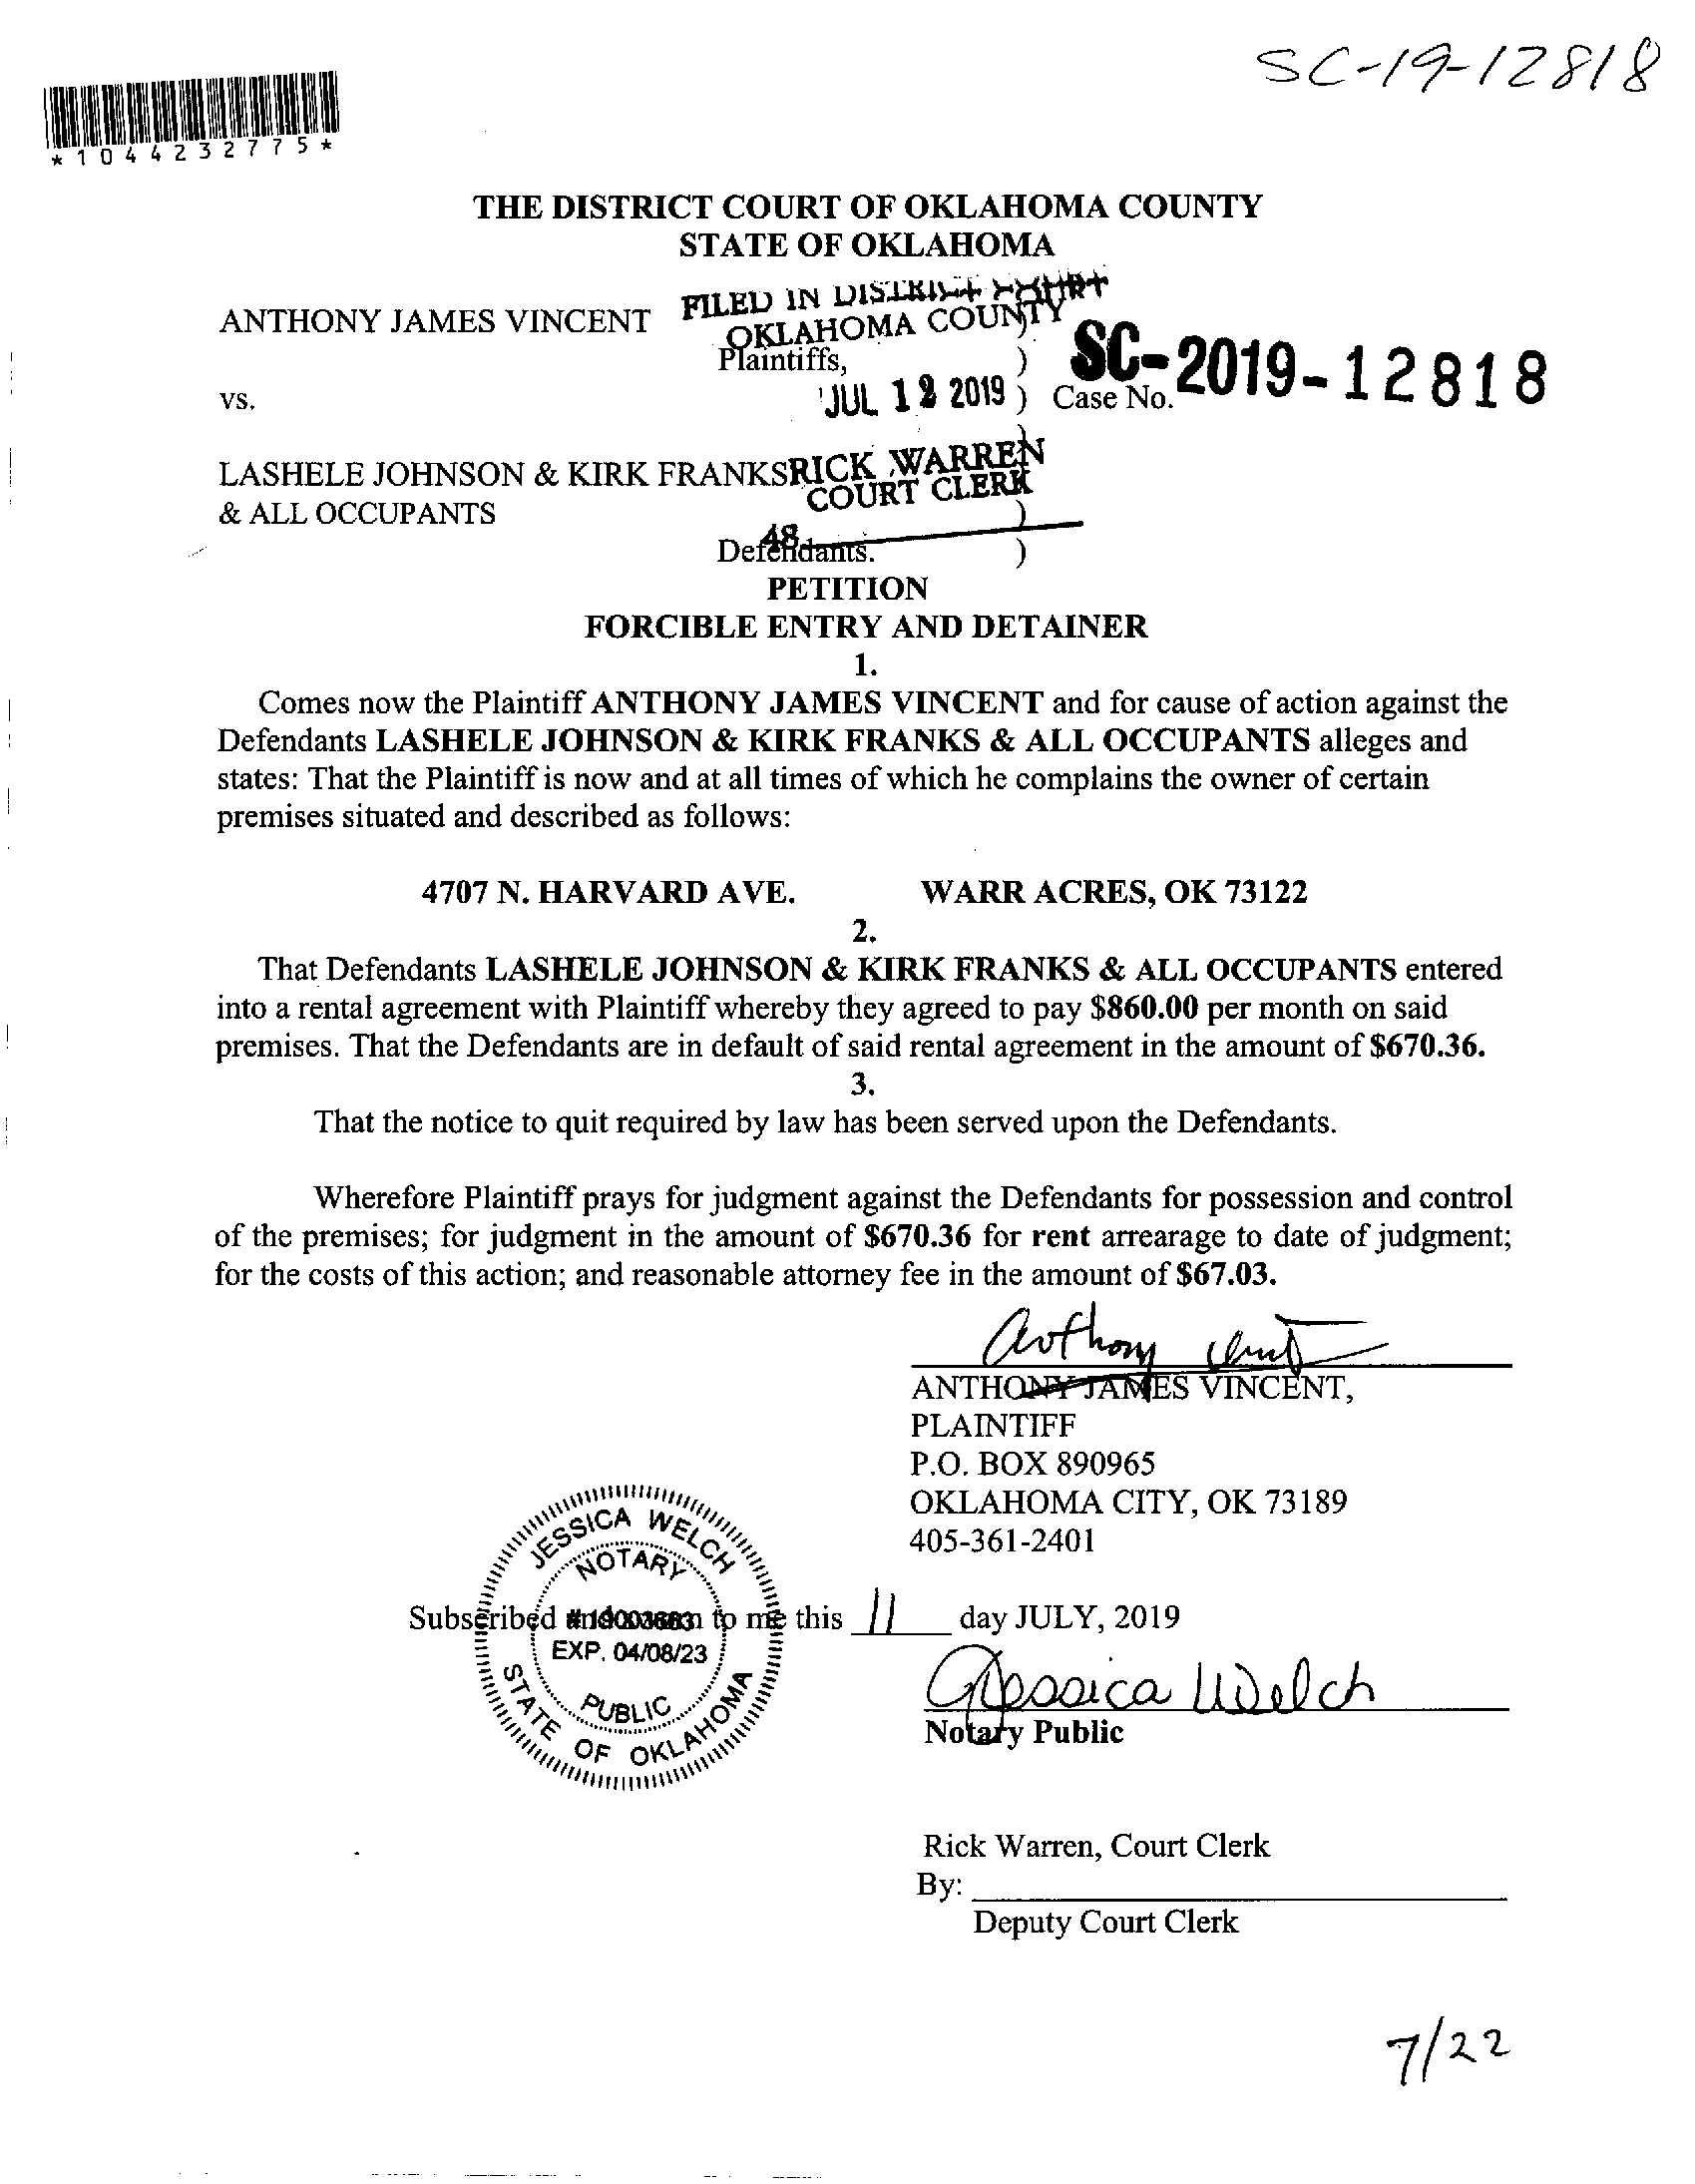 SC-19-12818
*1044232775*
THE DISTRICT COURT OF OKLAHOMA COUNTY
STATE OF OKLAHOMA
FILED IN DISTRICT COURT
OKLAHOMA COUNTY
ANTHONY JAMES VINCENT )
Plaintiffs, )
SC-2019-12818
vs. JUL 12 2019 ) Case No.
)
LASHELE JOHNSON & KIRK FRANKS
RICK WARREN
COURT CLERK
& ALL OCCUPANTS )
48
Defendants. )
PETITION
FORCIBLE ENTRY AND DETAINER
1.
Comes now the Plaintiff ANTHONY JAMES VINCENT and for cause of action against the
Defendants LASHELE JOHNSON & KIRK FRANKS & ALL OCCUPANTS alleges and
states: That the Plaintiff is now and at all times of which he complains the owner of certain
premises situated and described as follows:
4707 N. HARVARD AVE. WARR ACRES, OK 73122
2.
That Defendants LASHELE JOHNSON & KIRK FRANKS & ALL OCCUPANTS entered
into a rental agreement with Plaintiff whereby they agreed to pay $860.00 per month on said
premises. That the Defendants are in default of said rental agreement in the amount of $670.36.
3.
That the notice to quit required by law has been served upon the Defendants.
Wherefore Plaintiff prays for judgment against the Defendants for possession and control
of the premises; for judgment in the amount of $670.36 for rent arrearage to date of judgment;
for the costs of this action; and reasonable attorney fee in the amount of $67.03.
Anthony
ANTHONY JAMES VINCENT,
PLAINTIFF
P.O. BOX 890965
OKLAHOMA CITY, OK 73189
405-361-2401
JESSICA WELCH
NOTARY
Subscribed and sworn to me this 11 day JULY, 2019
# 19003683
EXP. 04/08/23
PUBLIC
STATE OF OKLAHOMA
Jessica Welch
Notary Public
Rick Warren, Court Clerk
By:
Deputy Court Clerk
7/22